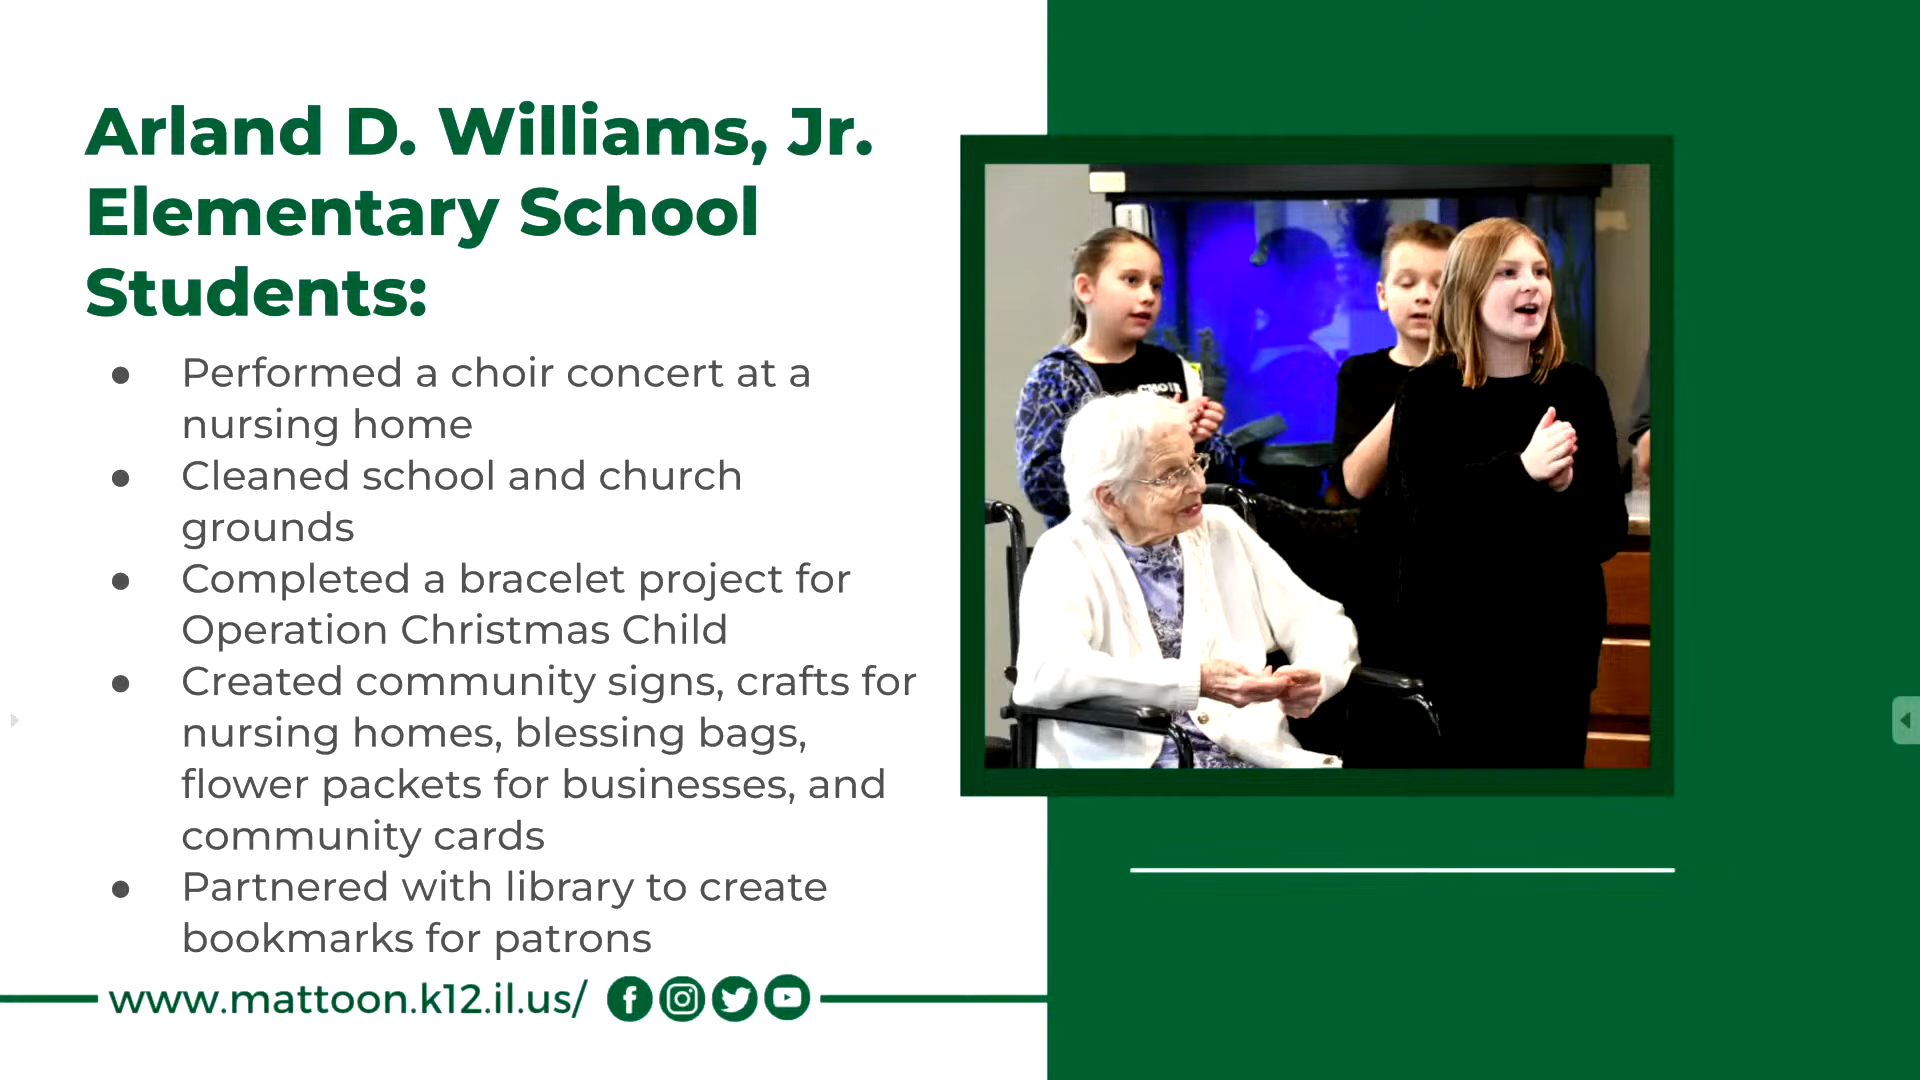 Arland D. Williams, Jr.
Elementary School
Students:
● Performed a choir concert at a
nursing home
● Cleaned school and church
grounds
● Completed a bracelet project for
Operation Christmas Child
● Created community signs, crafts for
nursing homes, blessing bags,
flower packets for businesses, and
community cards
● Partnered with library to create
bookmarks for patrons
www.mattoon.k12.il.us/
CHOIR